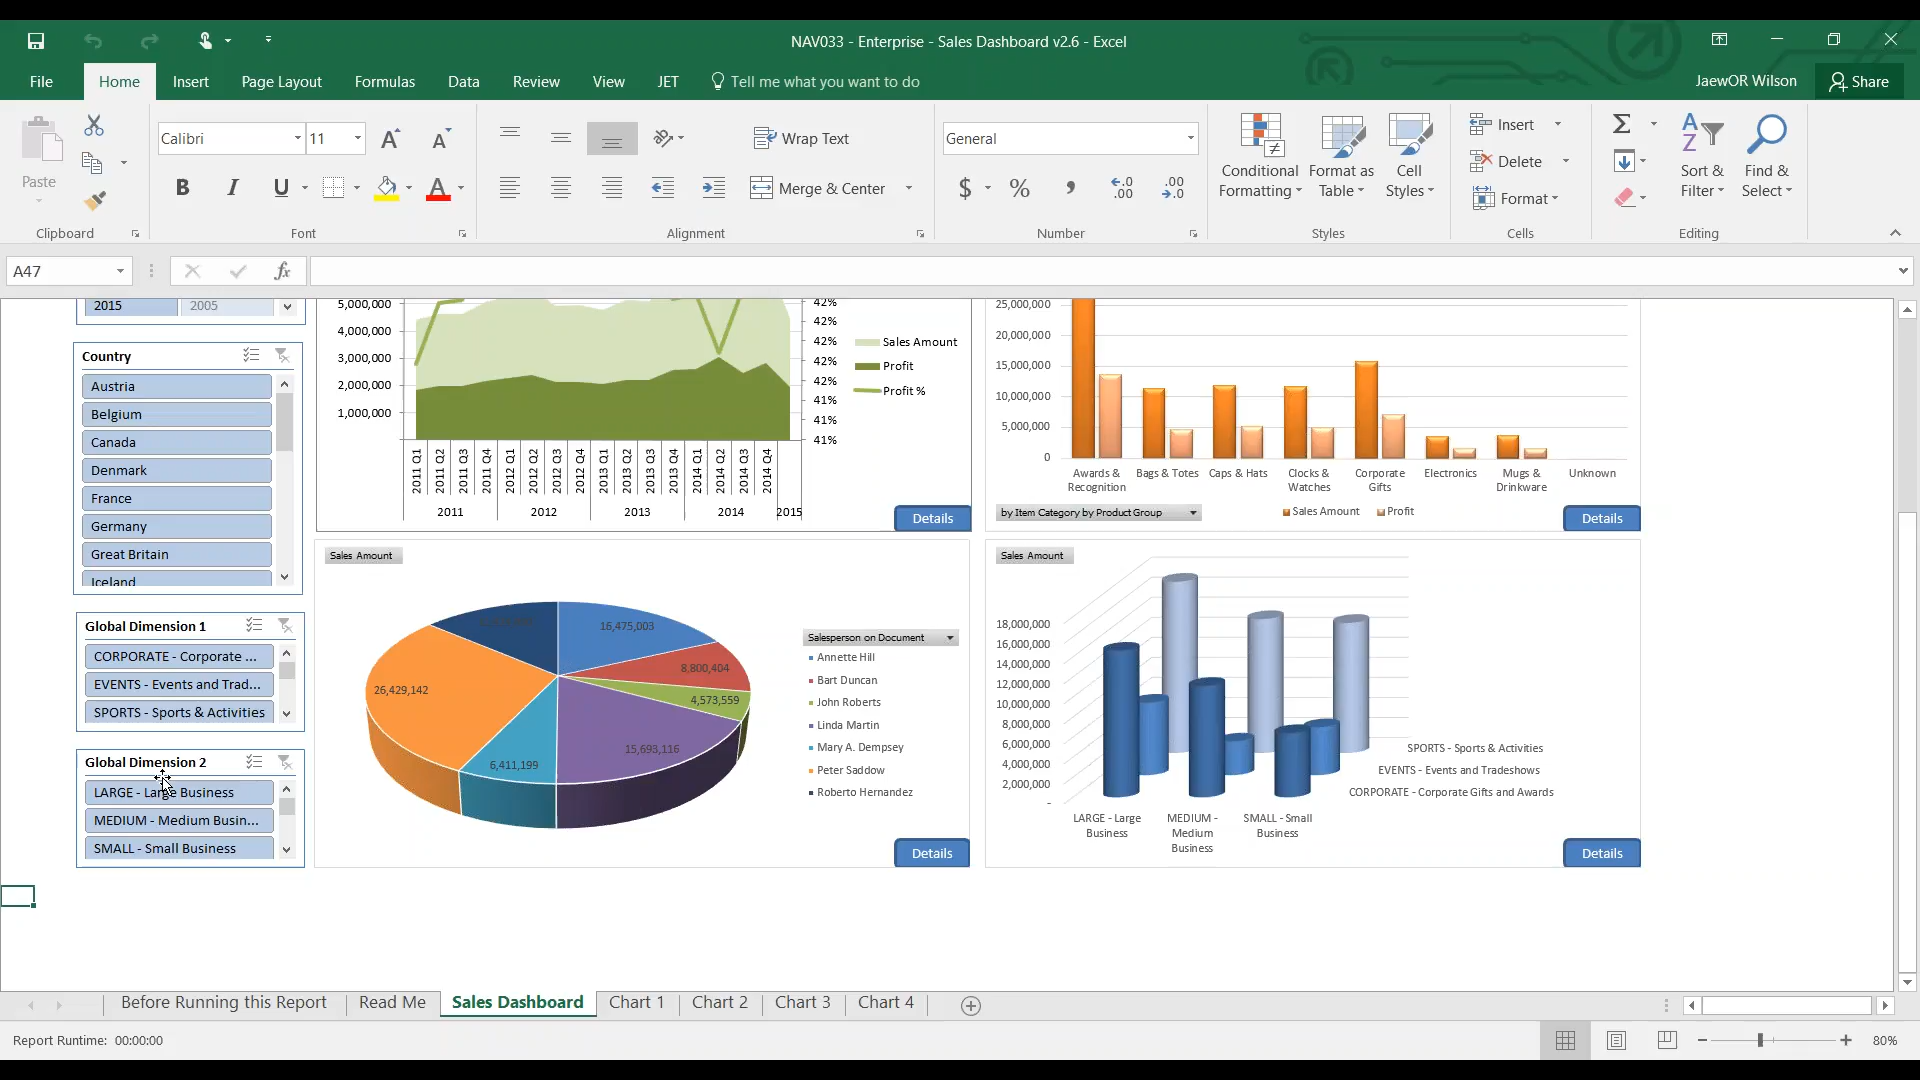 NAV033 - Enterprise - Sales Dashboard v2.6 - Excel
File Home Insert Page Layout Formulas Data Review View JET Tell me what you want to do JaewOR Wilson Share
Paste
Calibri 11
B I U A
Wrap Text
Merge & Center
General
$ % , .0 .00
Conditional Formatting
Format as Table
Cell Styles
Insert
Delete
Format
Sort & Filter
Find & Select
Clipboard Font Alignment Number Styles Cells Editing
A47 fx
2015 2005
Country
Austria
Belgium
Canada
Denmark
France
Germany
Great Britain
Iceland
Global Dimension 1
CORPORATE - Corporate ...
EVENTS - Events and Trad...
SPORTS - Sports & Activities
Global Dimension 2
LARGE - Large Business
MEDIUM - Medium Busin...
SMALL - Small Business
5,000,000
4,000,000
3,000,000
2,000,000
1,000,000
42%
42%
42%
42%
42%
41%
41%
41%
Sales Amount
Profit
Profit %
2011 Q1 2011 Q2 2011 Q3 2011 Q4 2012 Q1 2012 Q2 2012 Q3 2012 Q4 2013 Q1 2013 Q2 2013 Q3 2013 Q4 2014 Q1 2014 Q2 2014 Q3 2014 Q4
2011 2012 2013 2014 2015
Details
25,000,000
20,000,000
15,000,000
10,000,000
5,000,000
0
Awards & Recognition
Bags & Totes
Caps & Hats
Clocks & Watches
Corporate Gifts
Electronics
Mugs & Drinkware
Unknown
by Item Category by Product Group
Sales Amount Profit
Details
Sales Amount
16,475,003
8,800,404
4,573,559
15,693,116
6,411,199
26,429,142
Salesperson on Document
Annette Hill
Bart Duncan
John Roberts
Linda Martin
Mary A. Dempsey
Peter Saddow
Roberto Hernandez
Details
Sales Amount
18,000,000
16,000,000
14,000,000
12,000,000
10,000,000
8,000,000
6,000,000
4,000,000
2,000,000
-
SPORTS - Sports & Activities
EVENTS - Events and Tradeshows
CORPORATE - Corporate Gifts and Awards
LARGE - Large Business
MEDIUM - Medium Business
SMALL - Small Business
Details
Before Running this Report Read Me Sales Dashboard Chart 1 Chart 2 Chart 3 Chart 4
Report Runtime: 00:00:00
80%